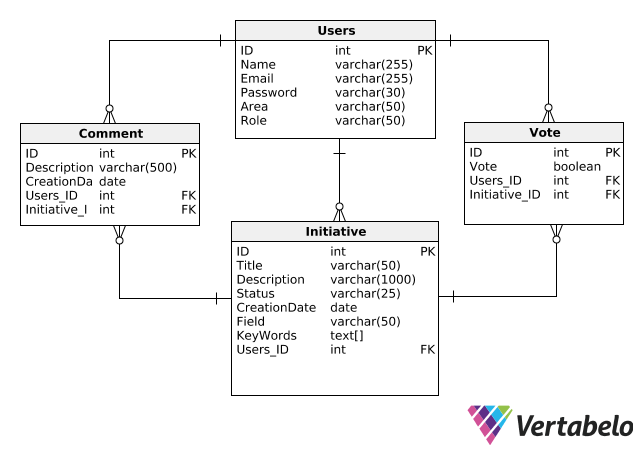 Users
ID int PK
Name varchar(255)
Email varchar(255)
Password varchar(30)
Area varchar(50)
Role varchar(50)
Comment
ID int PK
Description varchar(500)
CreationDa date
Users_ID int FK
Initiative_I int FK
Vote
ID int PK
Vote boolean
Users_ID int FK
Initiative_ID int FK
Initiative
ID int PK
Title varchar(50)
Description varchar(1000)
Status varchar(25)
CreationDate date
Field varchar(50)
KeyWords text[]
Users_ID int FK
Vertabelo